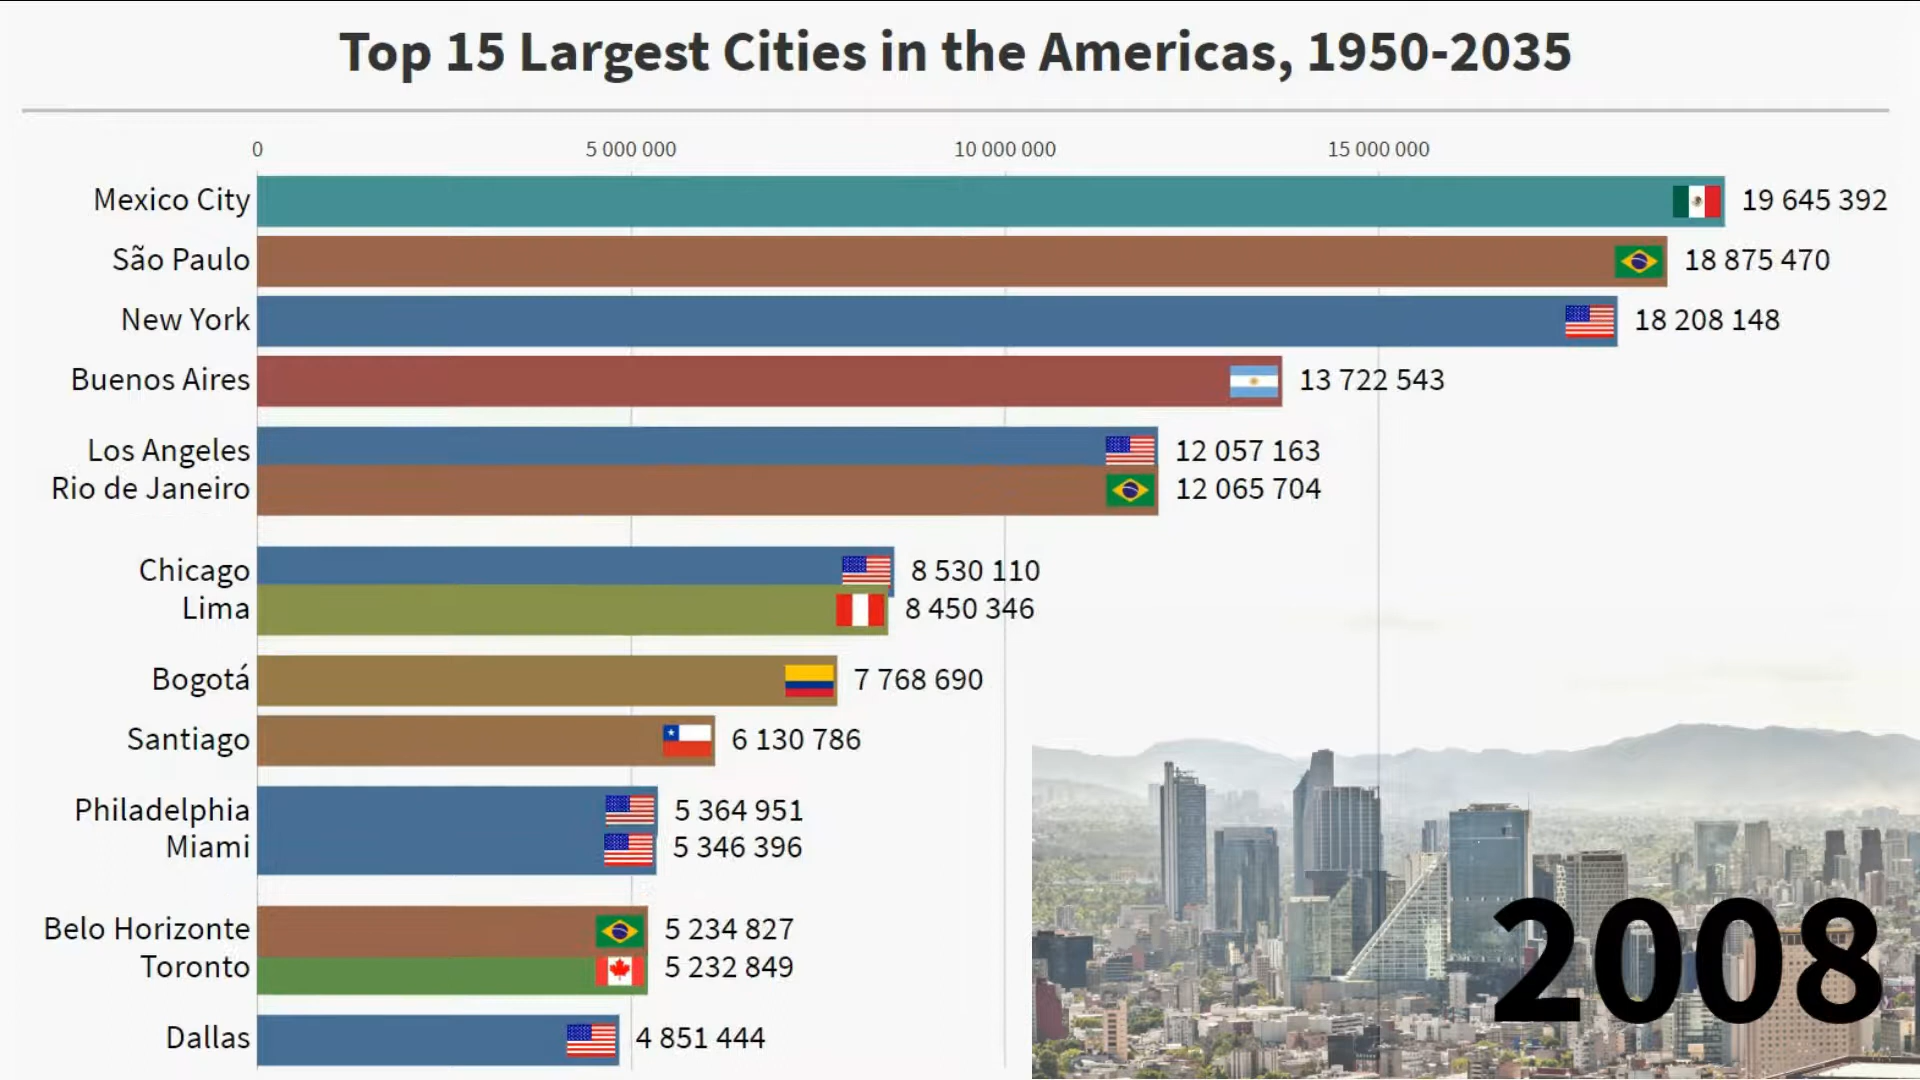 Top 15 Largest Cities in the Americas, 1950-2035
0 5 000 000 10 000 000 15 000 000
Mexico City 19 645 392
São Paulo 18 875 470
New York 18 208 148
Buenos Aires 13 722 543
Los Angeles 12 057 163
Rio de Janeiro 12 065 704
Chicago 8 530 110
Lima 8 450 346
Bogotá 7 768 690
Santiago 6 130 786
Philadelphia 5 364 951
Miami 5 346 396
Belo Horizonte 5 234 827
Toronto 5 232 849
Dallas 4 851 444
2008